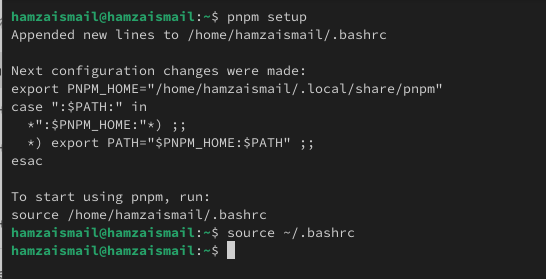 hamzaismail@hamzaismail:~$ pnpm setup
Appended new lines to /home/hamzaismail/.bashrc
Next configuration changes were made:
export PNPM_HOME="/home/hamzaismail/.local/share/pnpm"
case ":$PATH:" in
  *":$PNPM_HOME:"*) ;;
  *) export PATH="$PNPM_HOME:$PATH" ;;
esac
To start using pnpm, run:
source /home/hamzaismail/.bashrc
hamzaismail@hamzaismail:~$ source ~/.bashrc
hamzaismail@hamzaismail:~$